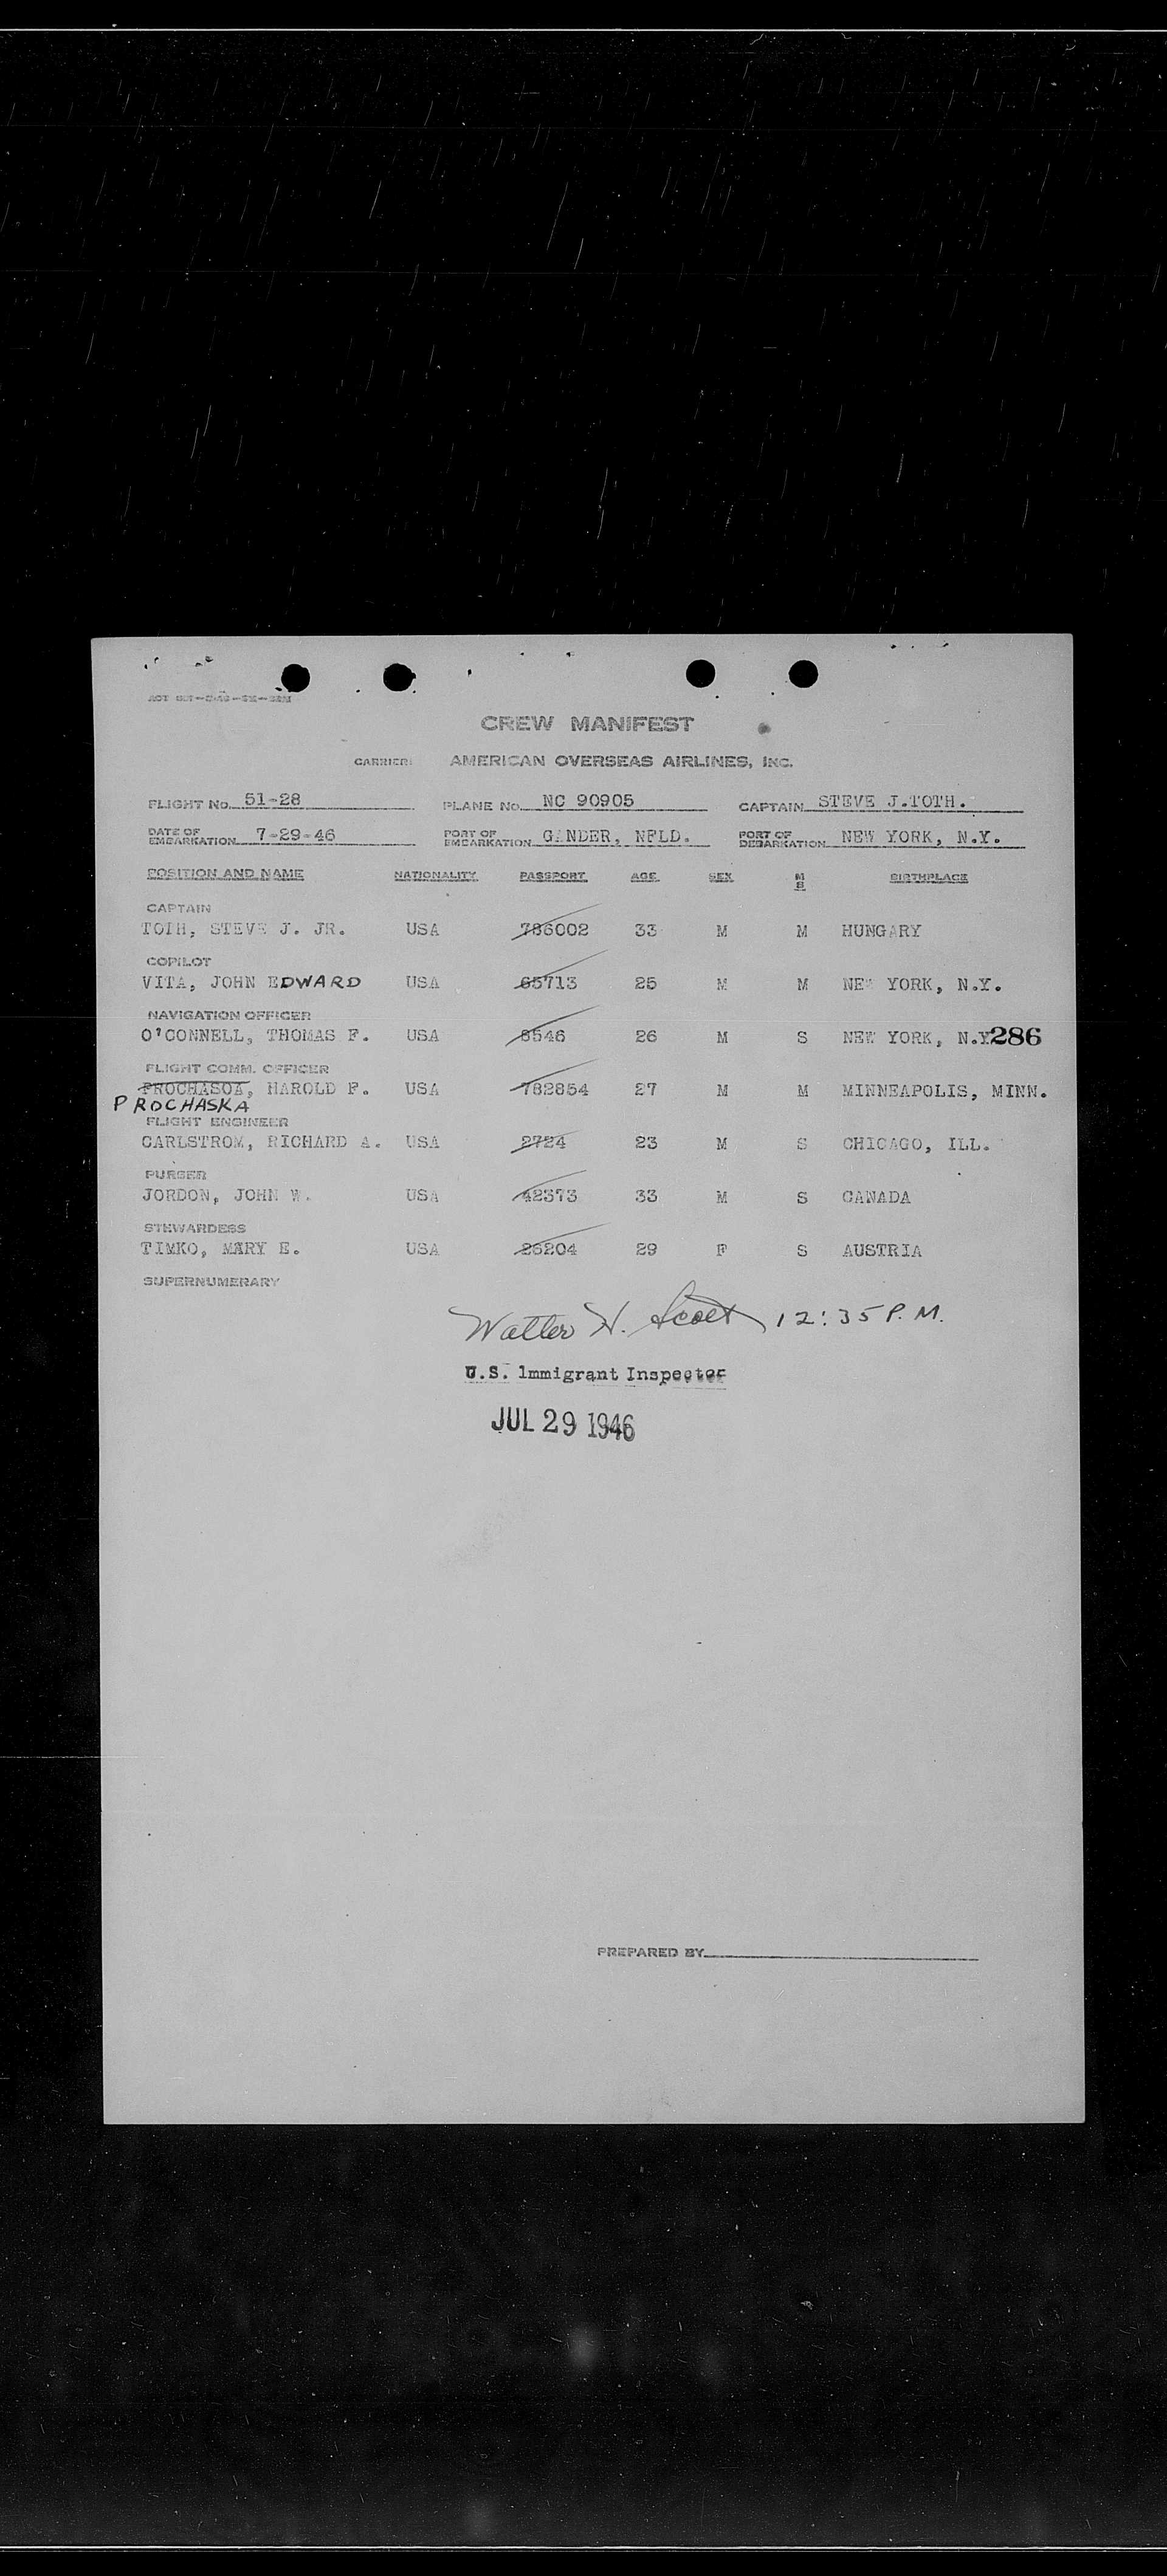 CREW MANIFEST
CARRIER: AMERICAN OVERSEAS AIRLINES, INC.
FLIGHT No. 51-28 PLANE No. NC 90905 CAPTAIN STEVE J.TOTH.
DATE OF EMBARKATION 7-29-46 PORT OF EMBARKATION GANDER, NFLD. PORT OF DEBARKATION NEW YORK, N.Y.
POSITION AND NAME NATIONALITY PASSPORT AGE SEX M S BIRTHPLACE
CAPTAIN
TOTH, STEVE J. JR. USA 786002 33 M M HUNGARY
COPILOT
VITA, JOHN EDWARD USA 65713 25 M M NEW YORK, N.Y.
NAVIGATION OFFICER
O'CONNELL, THOMAS F. USA 8546 26 M S NEW YORK, N.Y 286
FLIGHT COMM. OFFICER
PROCHASOA, HAROLD F. USA 782854 27 M M MINNEAPOLIS, MINN.
PROCHASKA
FLIGHT ENGINEER
CARLSTROM, RICHARD A. USA 2724 23 M S CHICAGO, ILL.
PURSER
JORDON, JOHN W. USA 42373 33 M S CANADA
STEWARDESS
TIMKO, MARY E. USA 26204 29 F S AUSTRIA
SUPERNUMERARY
Walter H. Scott 12:35 P.M.
U.S. Immigrant Inspector
JUL 29 1946
PREPARED BY